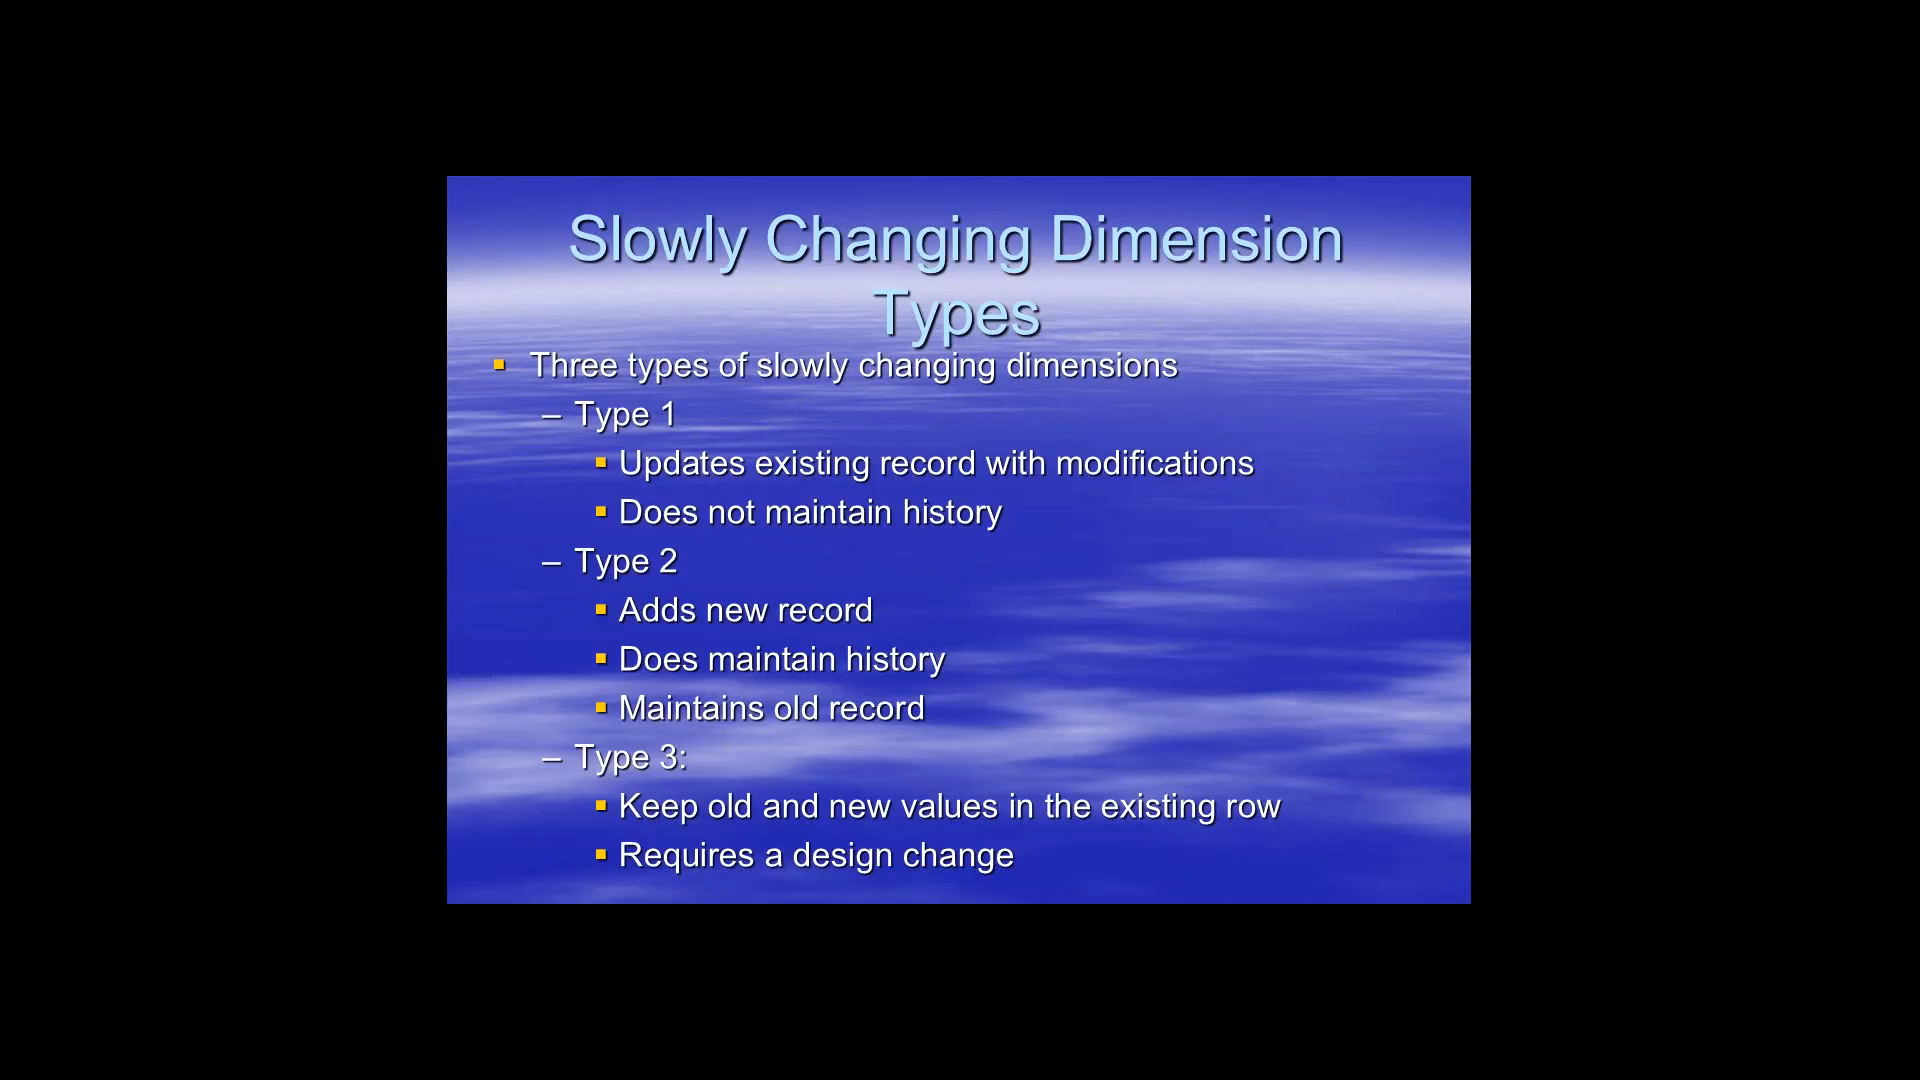 Slowly Changing Dimension
Types
▪ Three types of slowly changing dimensions
– Type 1
▪ Updates existing record with modifications
▪ Does not maintain history
– Type 2
▪ Adds new record
▪ Does maintain history
▪ Maintains old record
– Type 3:
▪ Keep old and new values in the existing row
▪ Requires a design change